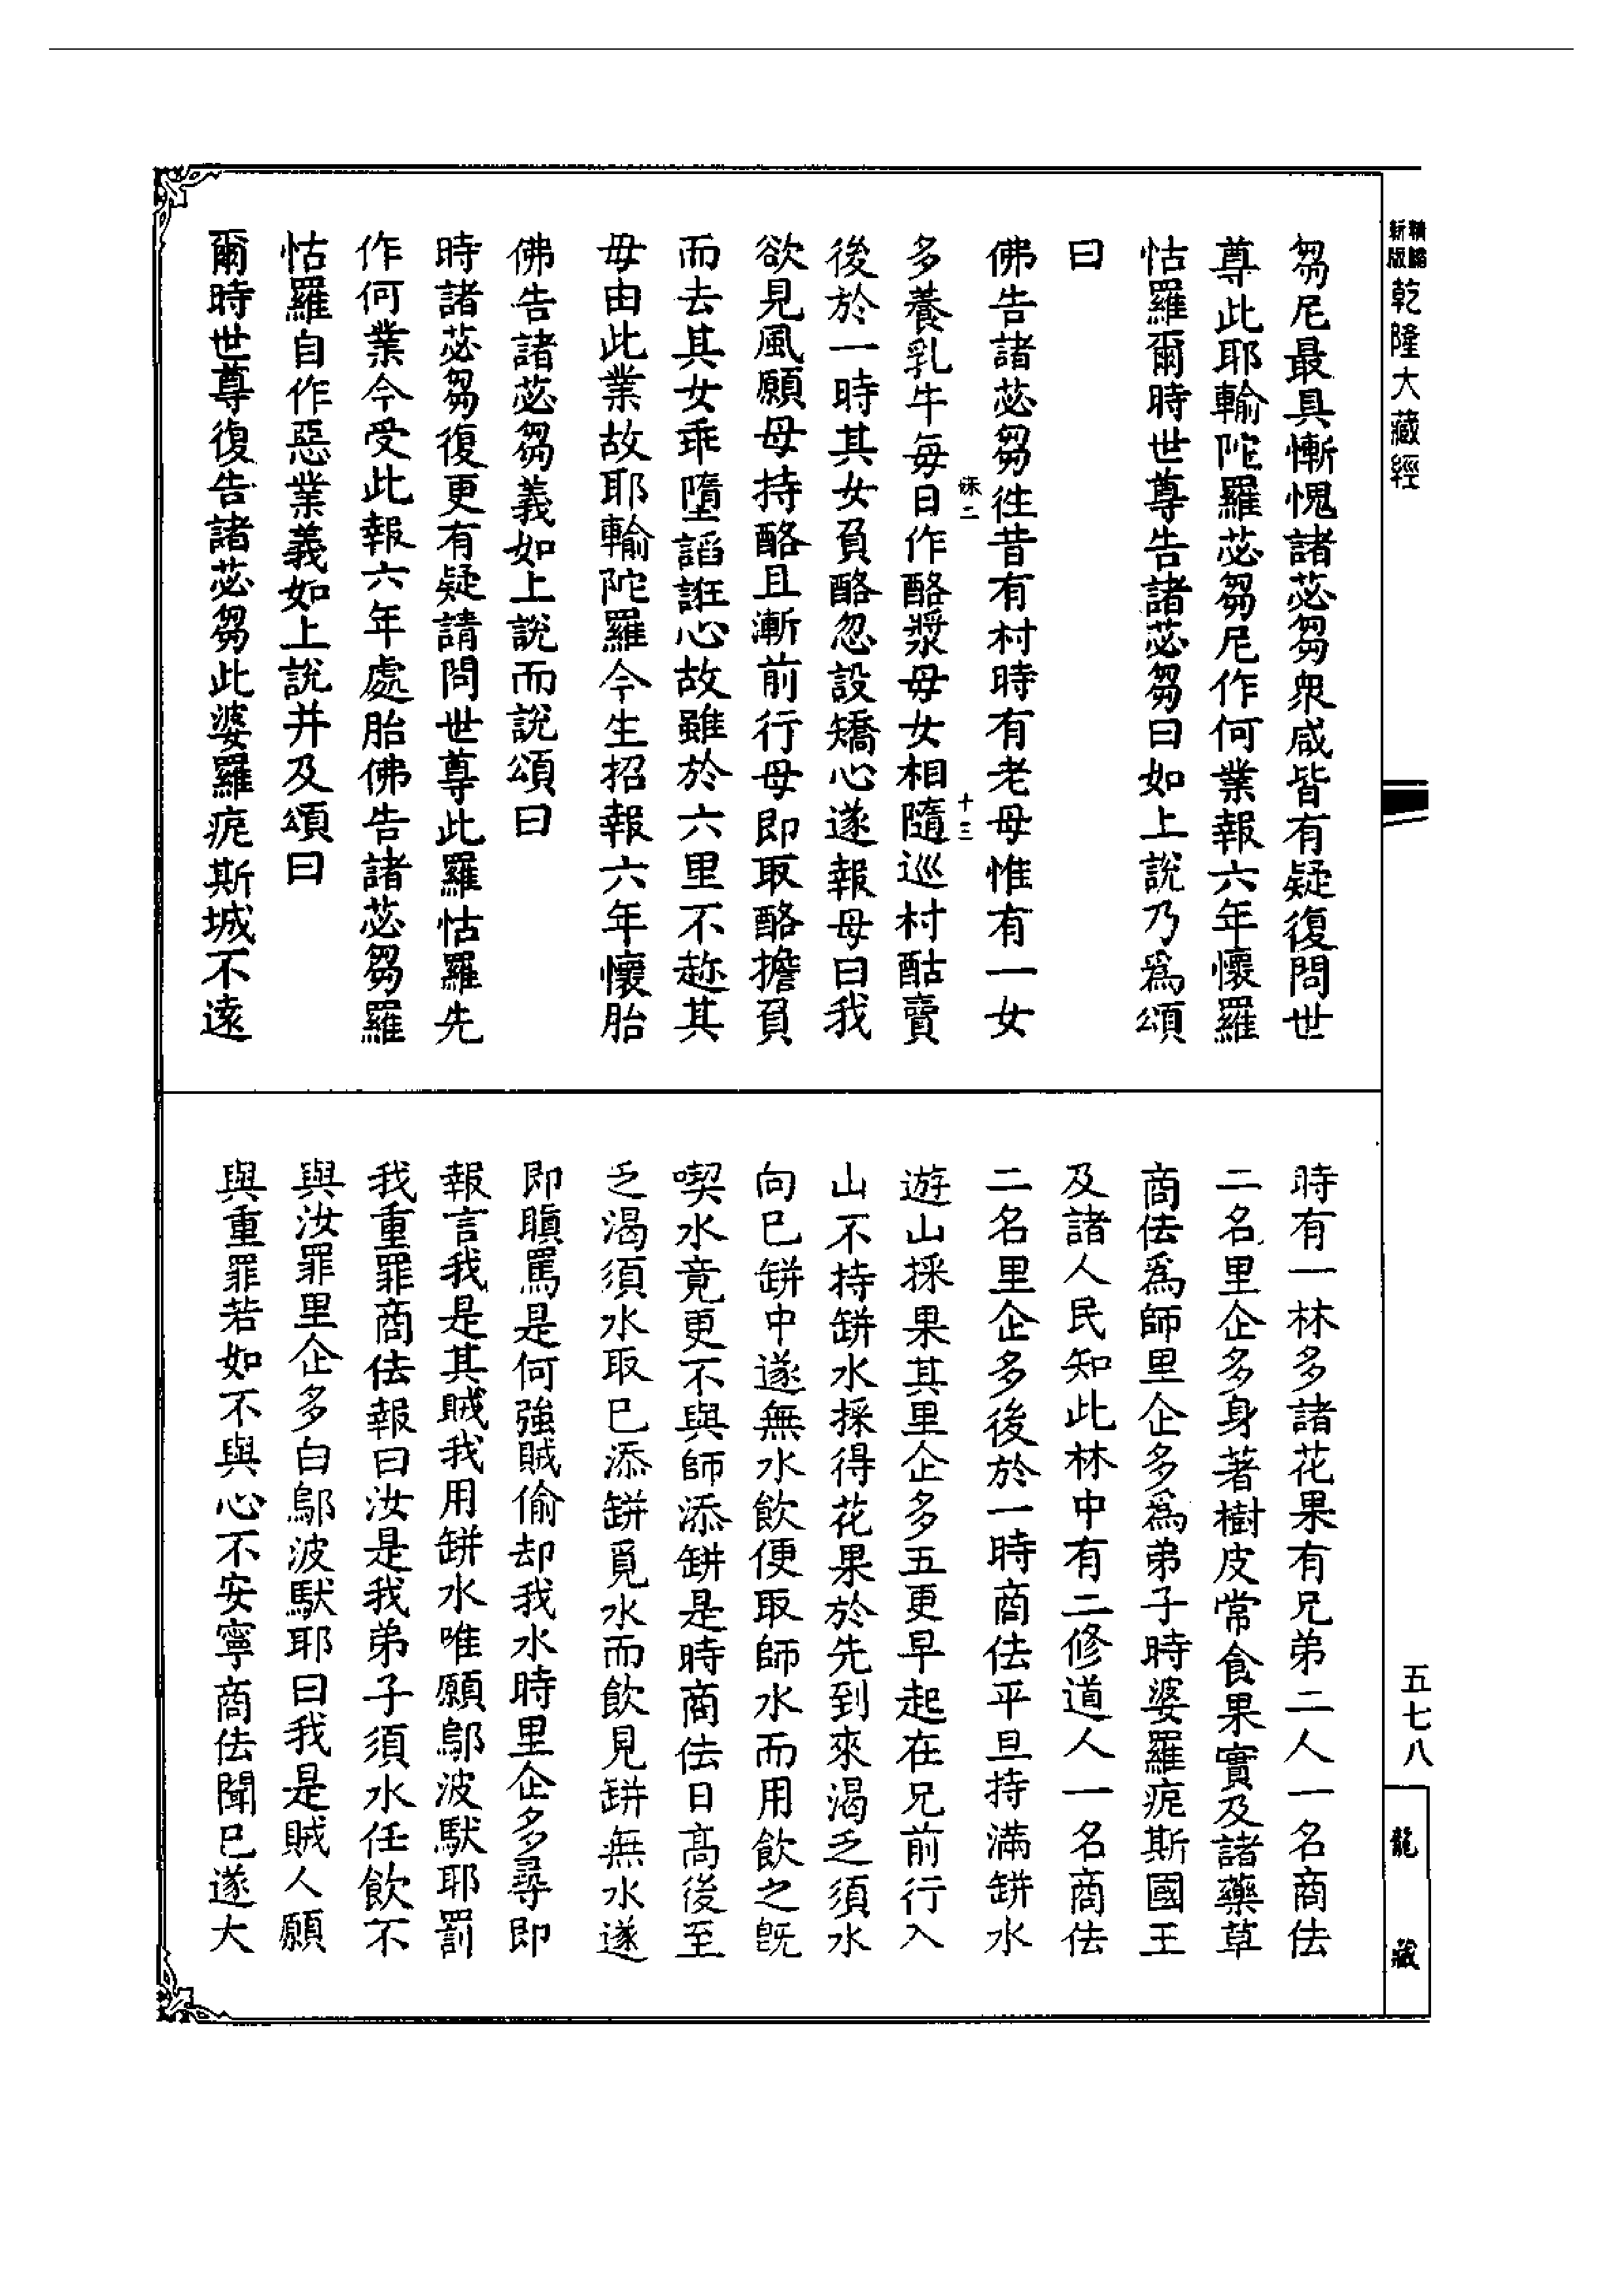 新版
乾隆大藏經
芻尼最具慚愧諸苾芻衆咸皆有疑復問世
尊此耶輸陀羅苾芻尼作何業報六年懷羅
怙羅爾時世尊告諸苾芻曰如上說乃爲頌
曰
佛告諸苾芻徃昔有村時有老母惟有一女
多養乳牛每日作酪漿母女相隨巡村酤賣
後於一時其女負酪忽設矯心遂報母曰我
欲見風願母持酪且漸前行母即取酪擔負
而去其女乖墮諂誑心故雖於六里不趂其
母由此業故耶輸陀羅今生招報六年懷胎
佛告諸苾芻義如上說而說頌曰
時諸苾芻復更有疑請問世尊此羅怙羅先
作何業今受此報六年處胎佛告諸苾芻羅
怙羅自作惡業義如上說并及頌曰
爾時世尊復告諸苾芻此婆羅痆斯城不遠
十三
時有一林多諸花果有兄弟二人一名商佉
二名里企多身著樹皮常食果實及諸藥草
商佉爲師里企多爲弟子時婆羅痆斯國王
及諸人民知此林中有二修道人一名商佉
二名里企多後於一時商佉平旦持滿缾水
遊山採果其里企多五更早起在兄前行入
山不持缾水採得花果於先到來渴乏須水
向已缾中遂無水飲便取師水而用飲之旣
喫水竟更不與師添缾是時商佉日高後至
乏渴須水取已添缾覓水而飲見缾無水遂
即瞋罵是何強賊偷却我水時里企多尋即
報言我是其賊我用缾水唯願鄔波馱耶罰
我重罪商佉報曰汝是我弟子須水任飲不
與汝罪里企多白鄔波馱耶曰我是賊人願
與重罪若如不與心不安寧商佉聞已遂大
五七八
龍藏